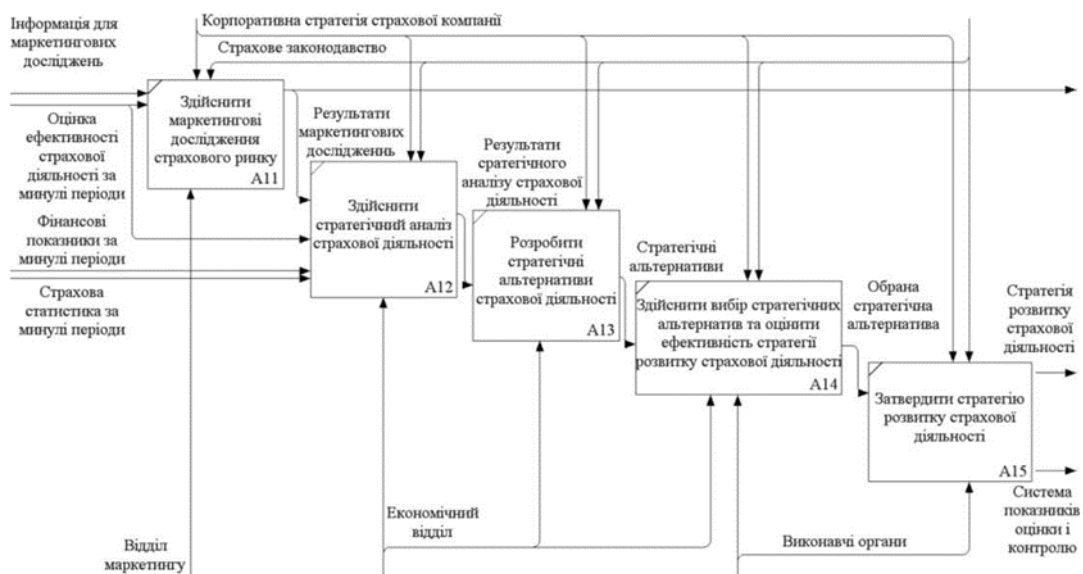 Інформація для
маркетингових
досліджень
Корпоративна стратегія страхової компанії
Страхове законодавство
Здійснити
маркетингові
дослідження
страхового ринку
A11
Оцінка
ефективності
страхової
діяльності за
минулі періоди
Фінансові
показники за
минулі періоди
Страхова
статистика за
минулі періоди
Результати
маркетингових
дослідженнь
Здійснити
стратегічний аналіз
страхової діяльності
A12
Результати
сратегічного
аналізу страхової
діяльності
Розробити
стратегічні
альтернативи
страхової діяльності
A13
Стратегічні
альтернативи
Здійснити вибір стратегічних
альтернатив та оцінити
ефективність стратегії
розвитку страхової діяльності
A14
Обрана
стратегічна
альтернатива
Затвердити стратегію
розвитку страхової
діяльності
A15
Стратегія
розвитку
страхової
діяльності
Система
показників
оцінки і
контролю
Відділ
маркетингу
Економічний
відділ
Виконавчі органи